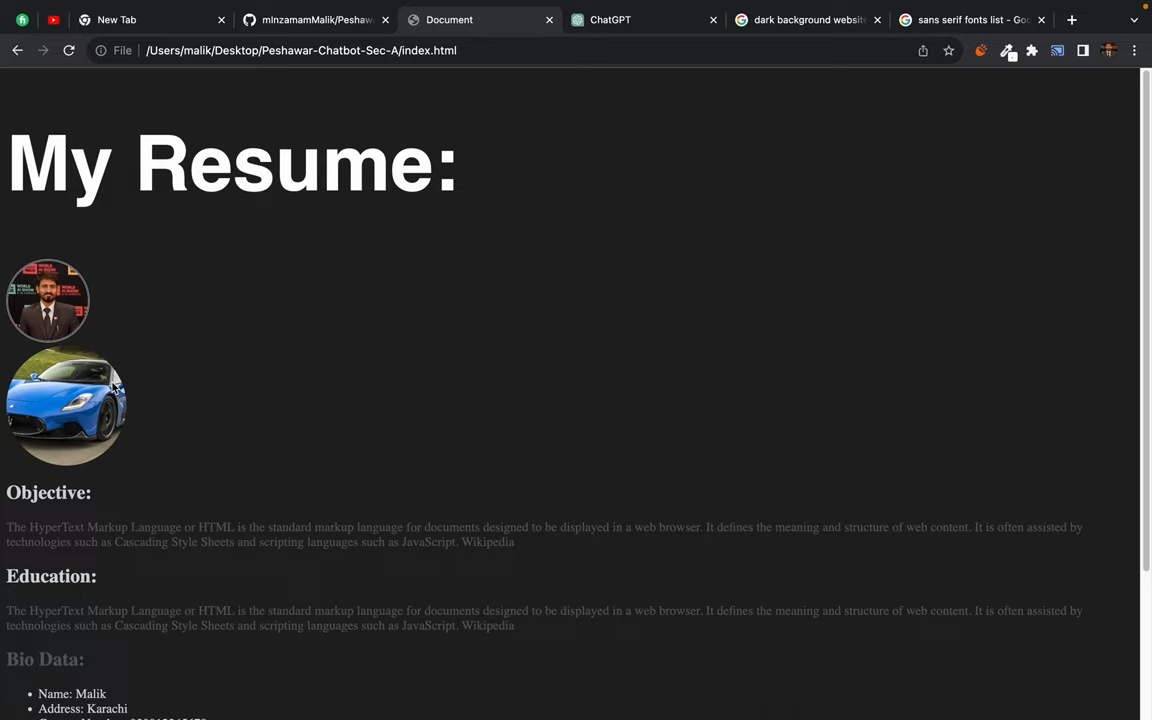 New Tab
mInzamamMalik/Peshaw
Document
ChatGPT
dark background website
sans serif fonts list - Goo
File
/Users/malik/Desktop/Peshawar-Chatbot-Sec-A/index.html
My Resume:
WORLD AI SHOW
Objective:
The HyperText Markup Language or HTML is the standard markup language for documents designed to be displayed in a web browser. It defines the meaning and structure of web content. It is often assisted by
technologies such as Cascading Style Sheets and scripting languages such as JavaScript. Wikipedia
Education:
The HyperText Markup Language or HTML is the standard markup language for documents designed to be displayed in a web browser. It defines the meaning and structure of web content. It is often assisted by
technologies such as Cascading Style Sheets and scripting languages such as JavaScript. Wikipedia
Bio Data:
• Name: Malik
• Address: Karachi